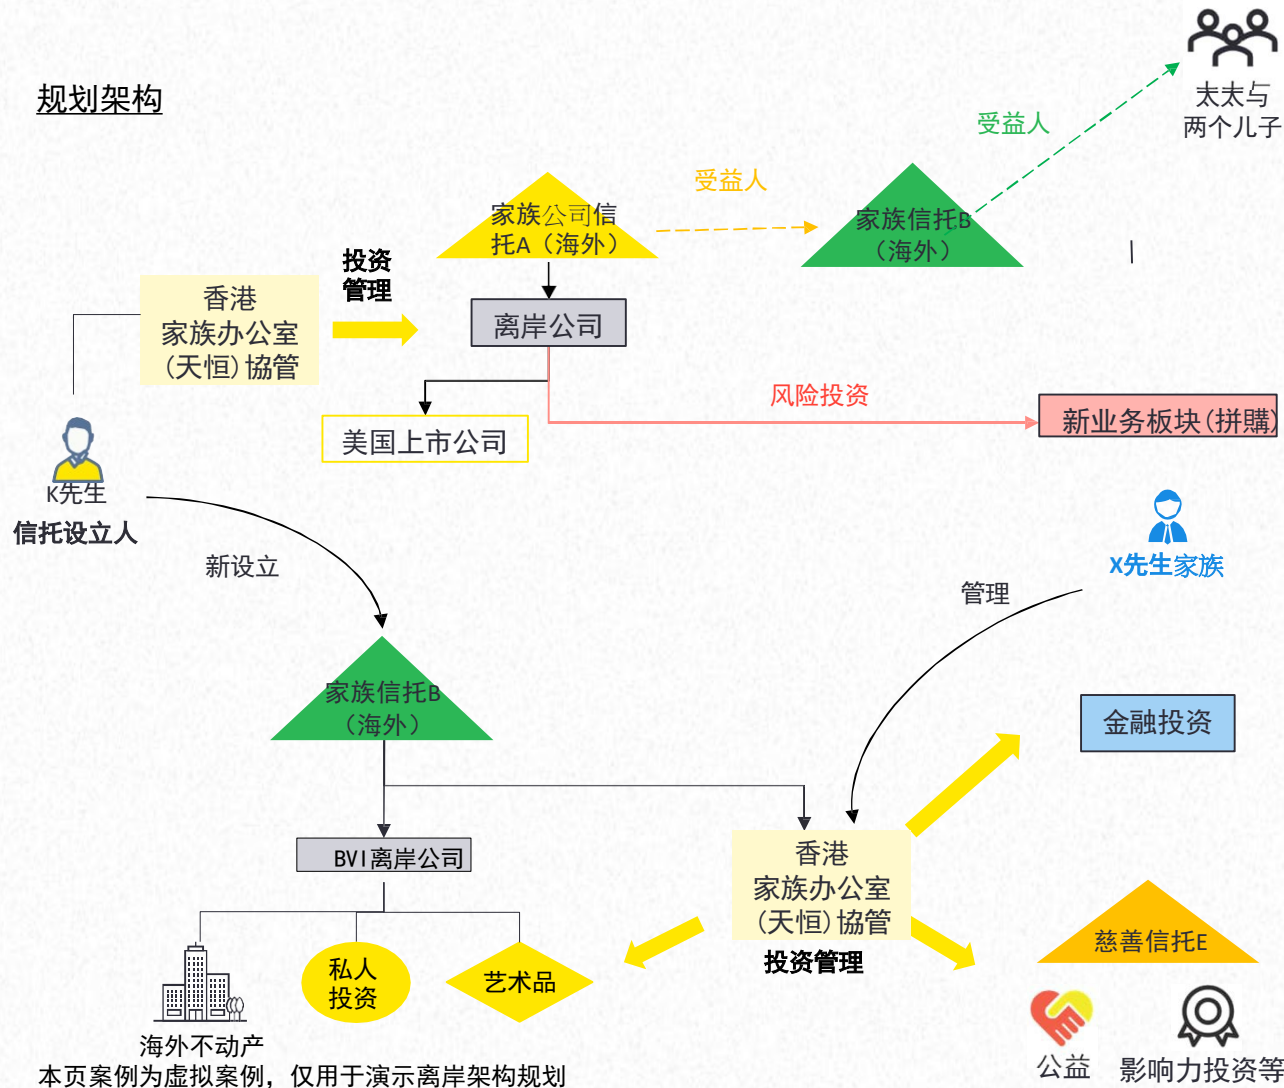 规划架构
太太与
两个儿子
受益人
受益人
家族公司信
托A（海外）
家族信托B
（海外）
投资
管理
香港
家族办公室
(天恒)協管
离岸公司
风险投资
新业务板块(拼購)
美国上市公司
K先生
信托设立人
新设立
X先生家族
管理
家族信托B
（海外）
金融投资
BVI离岸公司
香港
家族办公室
(天恒)協管
投资管理
慈善信托E
私人
投资
艺术品
海外不动产
公益
影响力投资等
本页案例为虚拟案例，仅用于演示离岸架构规划